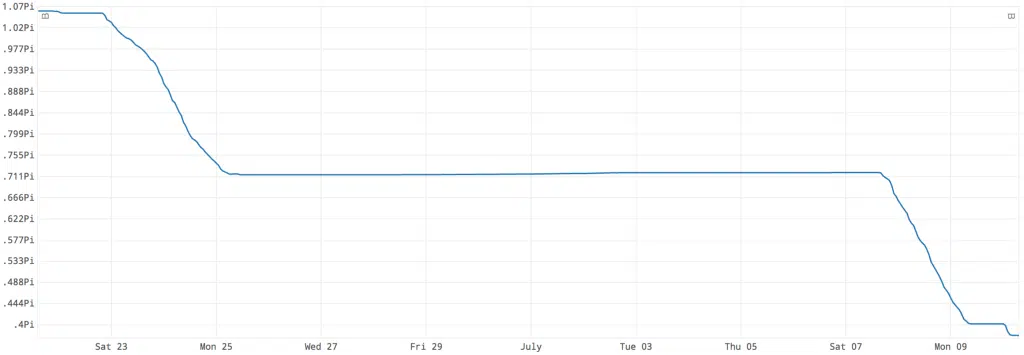 1.07Pi
1.02Pi
.977Pi
.933Pi
.888Pi
.844Pi
.799Pi
.755Pi
.711Pi
.666Pi
.622Pi
.577Pi
.533Pi
.488Pi
.444Pi
.4Pi
Sat 23 Mon 25 Wed 27 Fri 29 July Tue 03 Thu 05 Sat 07 Mon 09